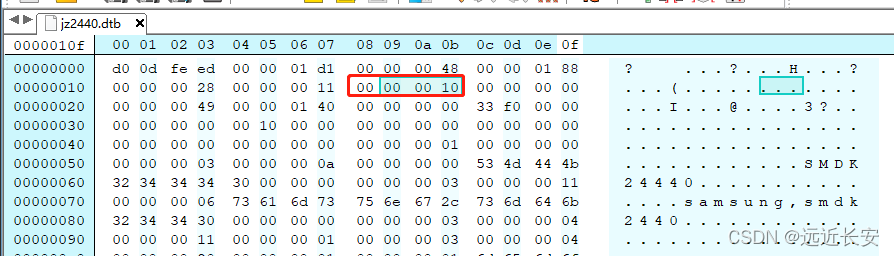 jz2440.dtb
0000010f 00 01 02 03 04 05 06 07 08 09 0a 0b 0c 0d 0e 0f
00000000 d0 0d fe ed 00 00 01 d1 00 00 00 48 00 00 01 88 ? ...?...H...?
00000010 00 00 00 28 00 00 00 11 00 00 00 10 00 00 00 00 ...(............
00000020 00 00 00 49 00 00 01 40 00 00 00 00 33 f0 00 00 ...I...@....3?..
00000030 00 00 00 00 00 10 00 00 00 00 00 00 00 00 00 00 ................
00000040 00 00 00 00 00 00 00 00 00 00 00 01 00 00 00 00 ................
00000050 00 00 00 03 00 00 00 0a 00 00 00 00 53 4d 44 4b ............SMDK
00000060 32 34 34 34 30 00 00 00 00 00 00 03 00 00 00 11 24440...........
00000070 00 00 00 06 73 61 6d 73 75 6e 67 2c 73 6d 64 6b ....samsung,smdk
00000080 32 34 34 30 00 00 00 00 00 00 00 03 00 00 00 04 2440............
00000090 00 00 00 11 00 00 00 01 00 00 00 03 00 00 00 04
CSDN @远近长安